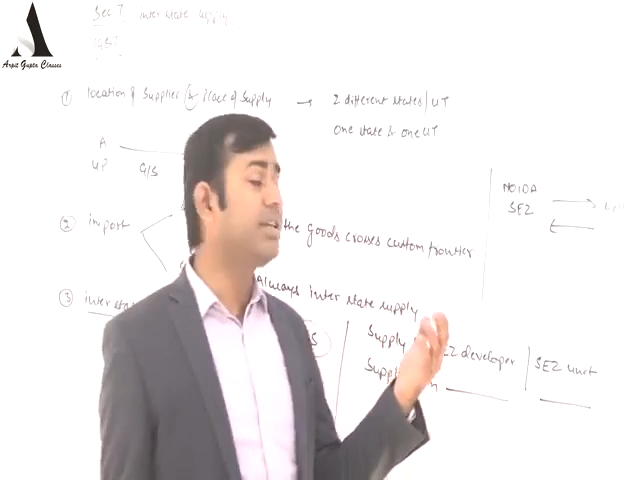 Arpit Gupta Classes
Sec 7 inter state supply
IGST
① location of supplier & Place of supply → 2 different states/UT
one state & one UT
A
UP G/S
NOIDA
SEZ
② import
the goods crosses custom frontier
Always inter state supply
③ inter
Supply SEZ developer SEZ unit